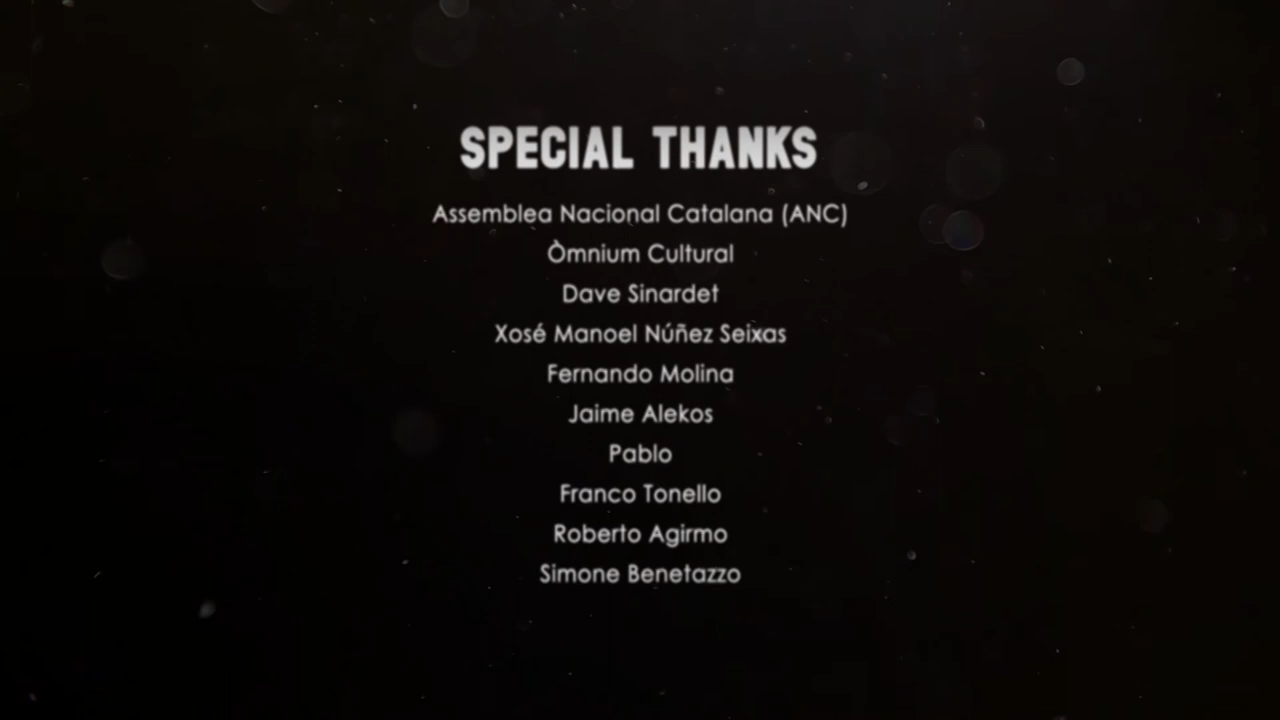 SPECIAL THANKS
Assemblea Nacional Catalana (ANC)
Òmnium Cultural
Dave Sinardet
Xosé Manoel Núñez Seixas
Fernando Molina
Jaime Alekos
Pablo
Franco Tonello
Roberto Agirmo
Simone Benetazzo